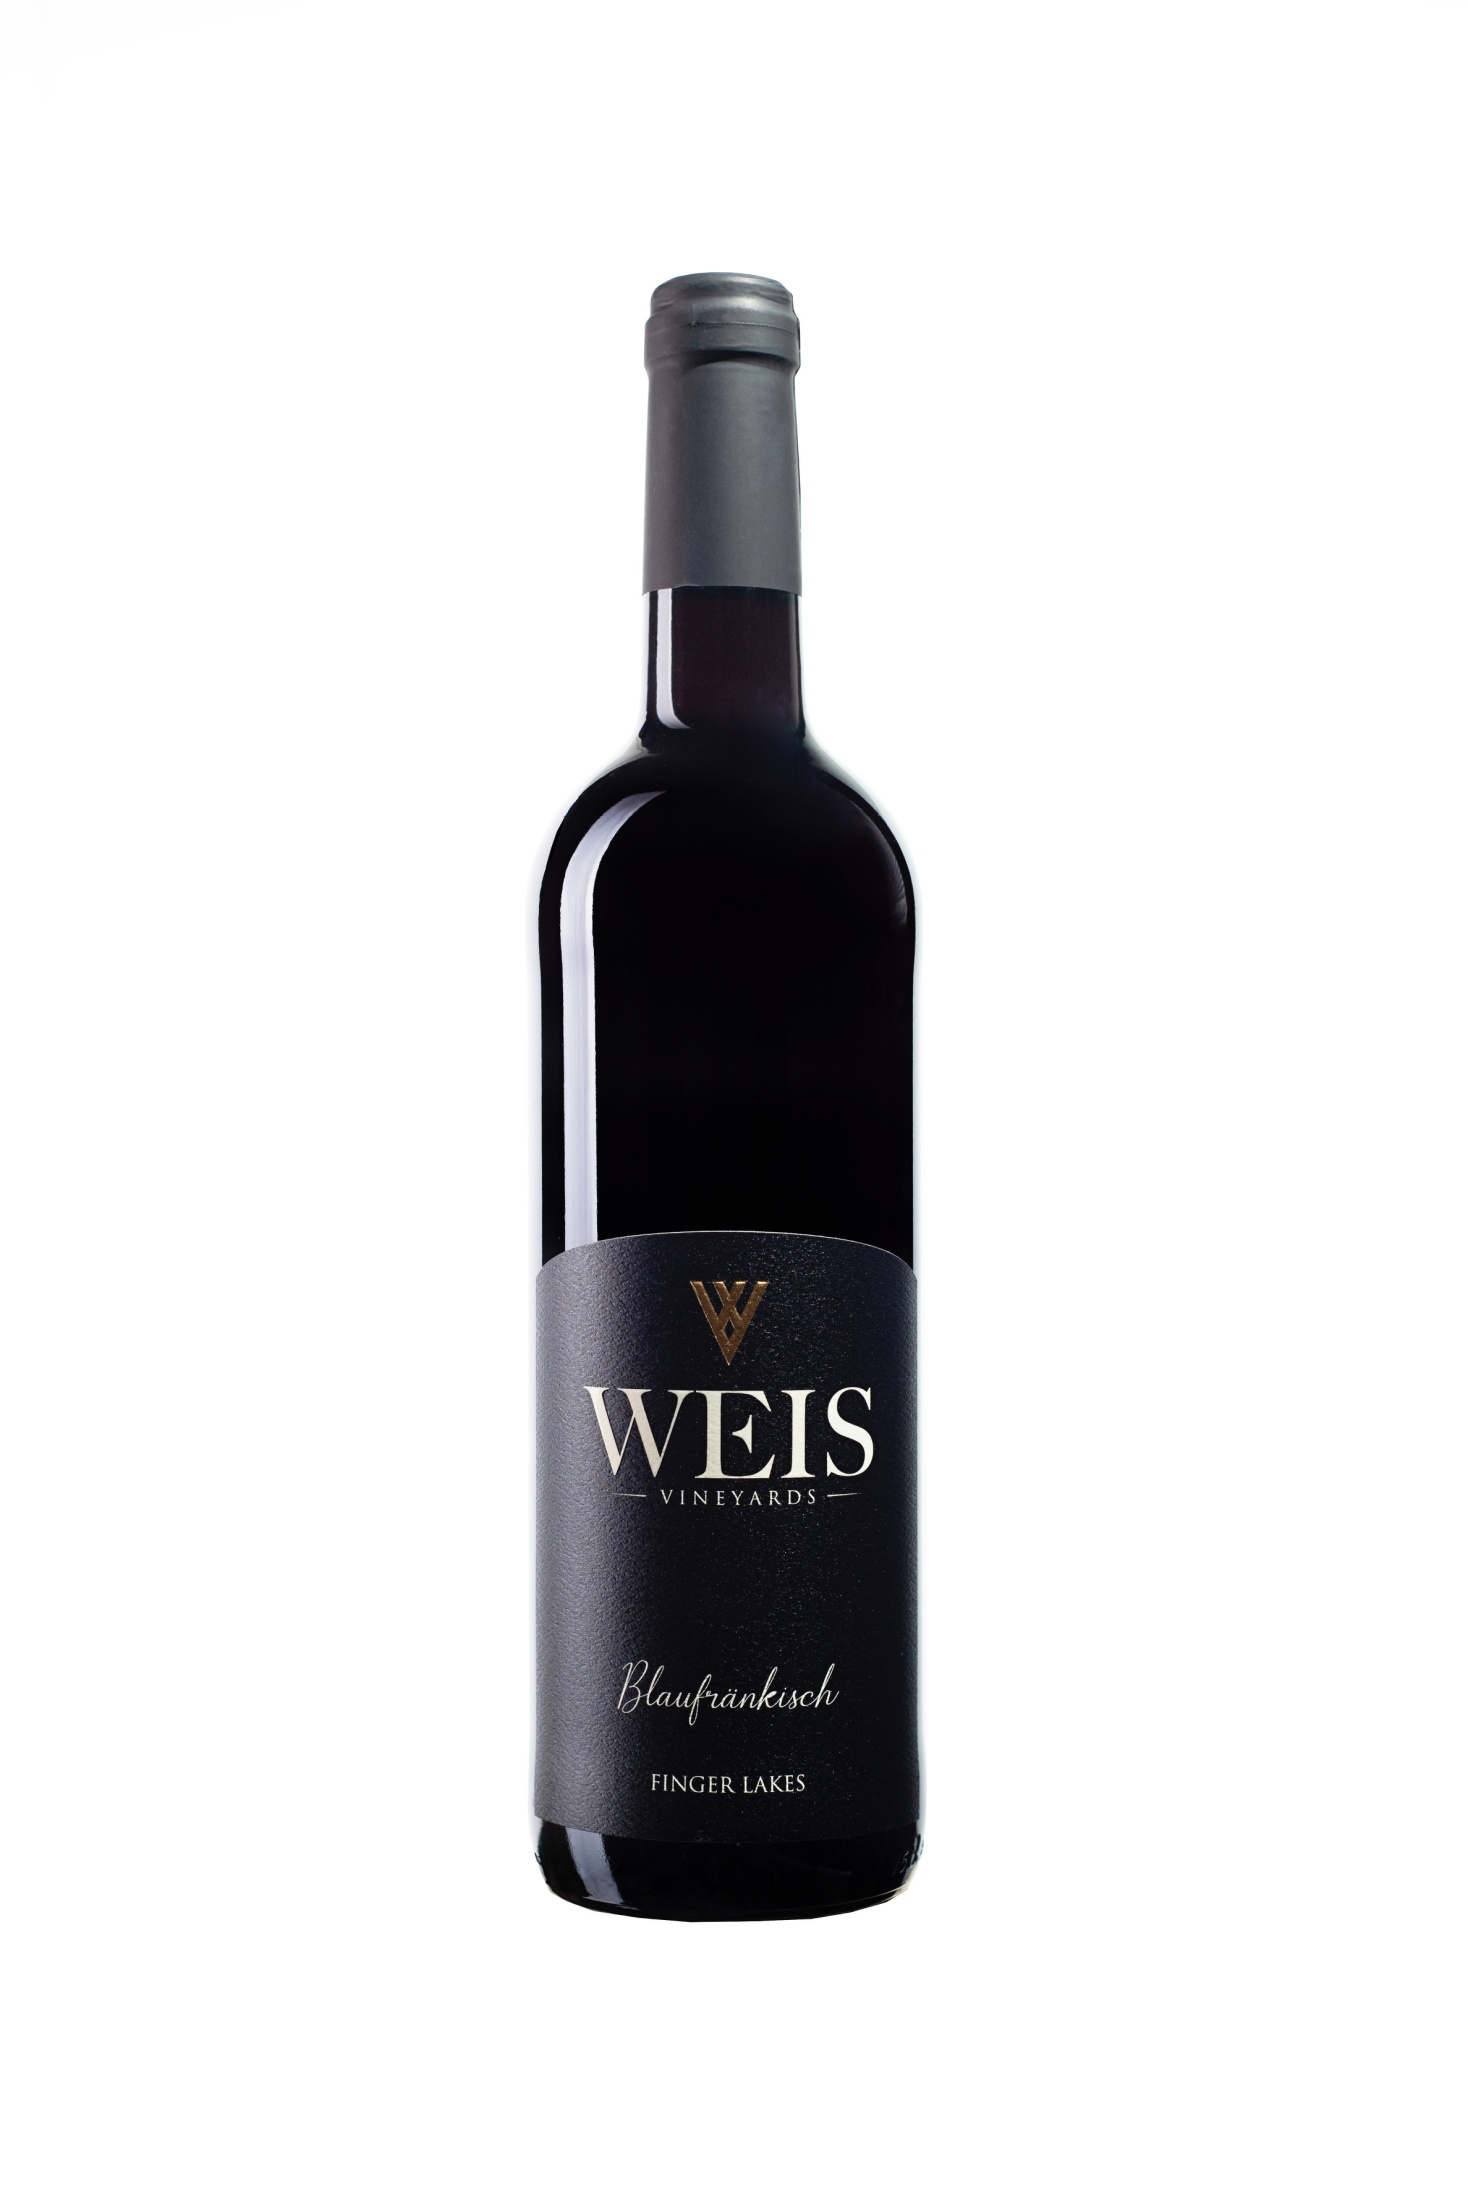 WEIS
VINEYARDS
Blaufränkisch
FINGER LAKES